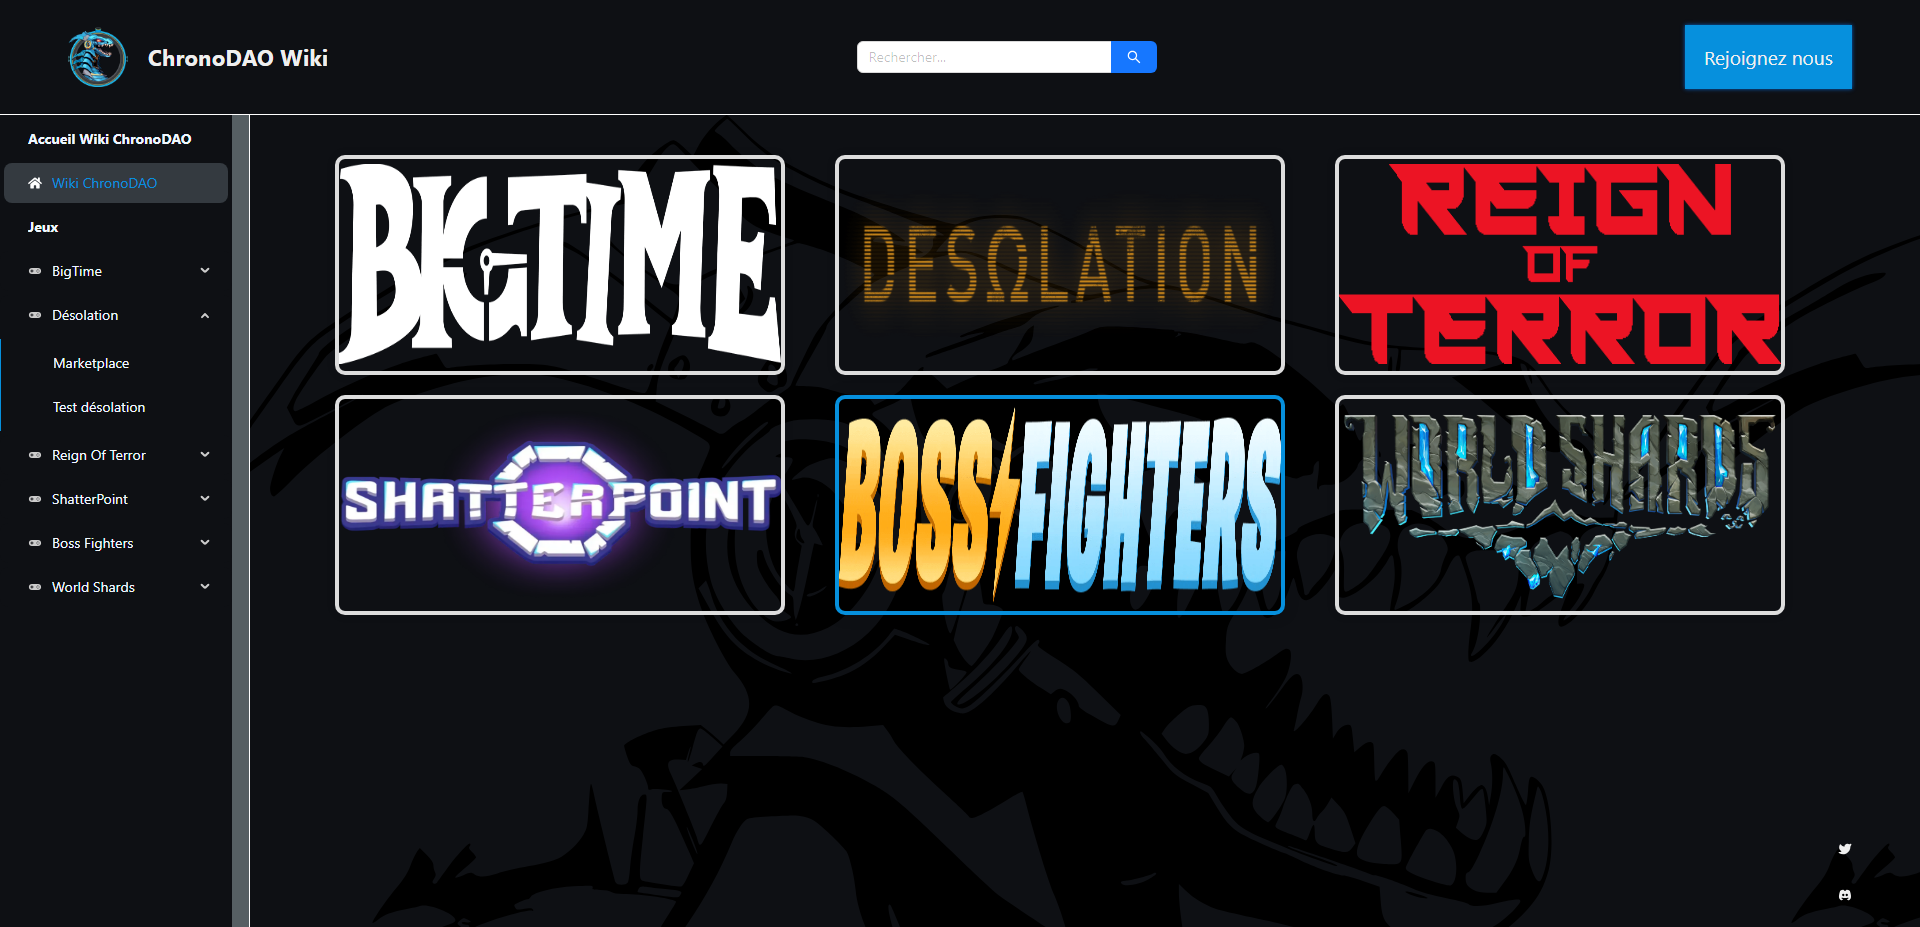 ChronoDAO Wiki
Rechercher...
Rejoignez nous
Accueil Wiki ChronoDAO
Wiki ChronoDAO
Jeux
BigTime
Désolation
Marketplace
Test désolation
Reign Of Terror
ShatterPoint
Boss Fighters
World Shards
BIGTIME
DESΩLATION
REIGN
OF
TERROR
SHATTERPOINT
BOSS FIGHTERS
WORLD SHARDS